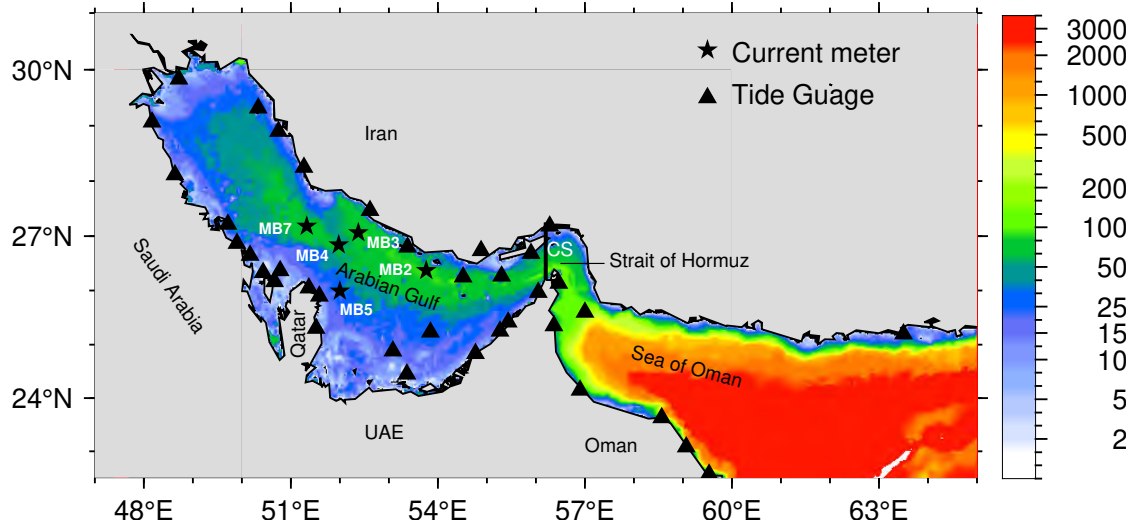 Current meter
Tide Guage
30°N
27°N
24°N
Iran
MB7
MB3
MB4
MB2
MB5
CS
Strait of Hormuz
Arabian Gulf
Saudi Arabia
Qatar
Sea of Oman
UAE
Oman
48°E 51°E 54°E 57°E 60°E 63°E
3000
2000
1000
500
200
100
50
25
15
10
5
2